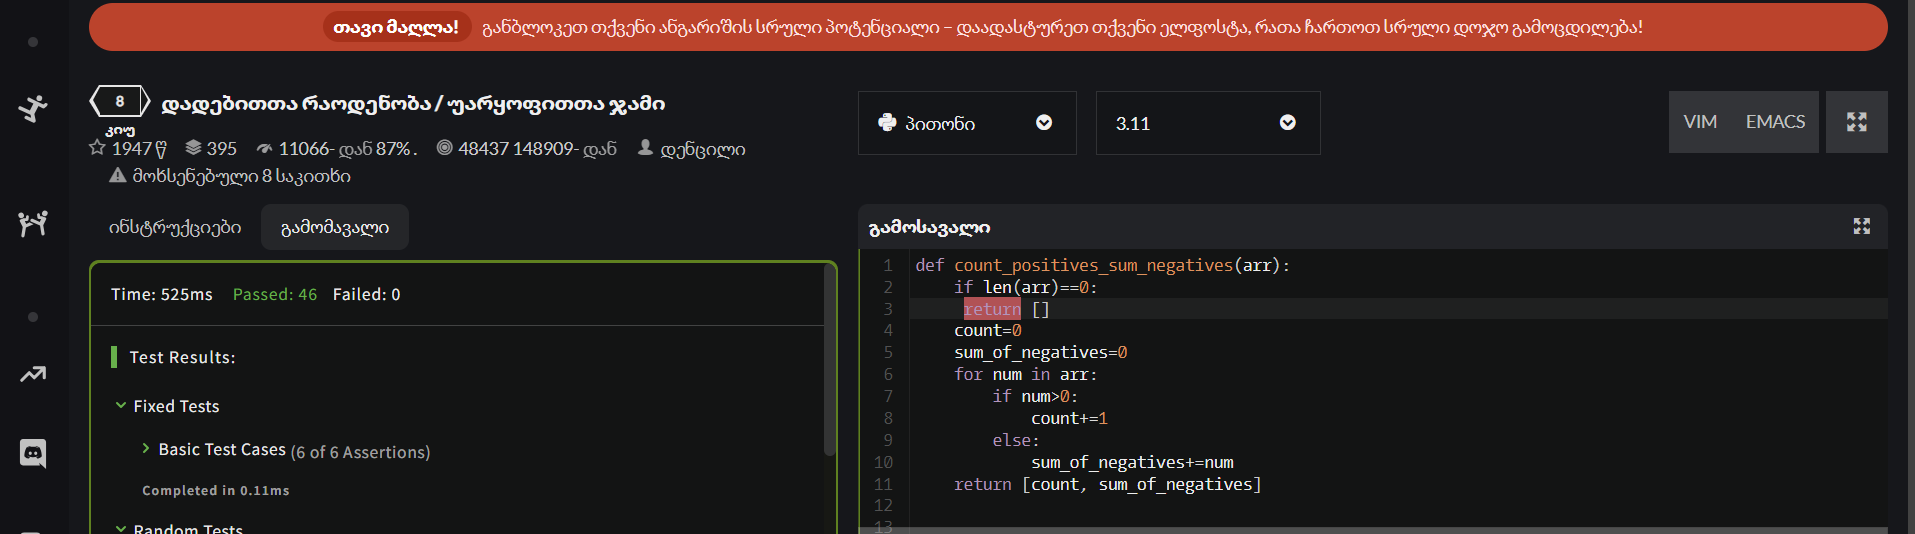 თავი მაღლა! განბლოკეთ თქვენი ანგარიშის სრული პოტენციალი – დაადასტურეთ თქვენი ელფოსტა, რათა ჩართოთ სრული დოჯო გამოცდილება!
8 კიუ დადებითთა რაოდენობა / უარყოფითთა ჯამი
1947 წ 395 11066- დან 87% . 48437 148909- დან დენცილი
მოხსენებული 8 საკითხი
პითონი 3.11 VIM EMACS
ინსტრუქციები გამომავალი
Time: 525ms Passed: 46 Failed: 0
Test Results:
Fixed Tests
Basic Test Cases (6 of 6 Assertions)
Completed in 0.11ms
Random Tests
გამოსავალი
1 def count_positives_sum_negatives(arr):
2 if len(arr)==0:
3 return []
4 count=0
5 sum_of_negatives=0
6 for num in arr:
7 if num>0:
8 count+=1
9 else:
10 sum_of_negatives+=num
11 return [count, sum_of_negatives]
12
13